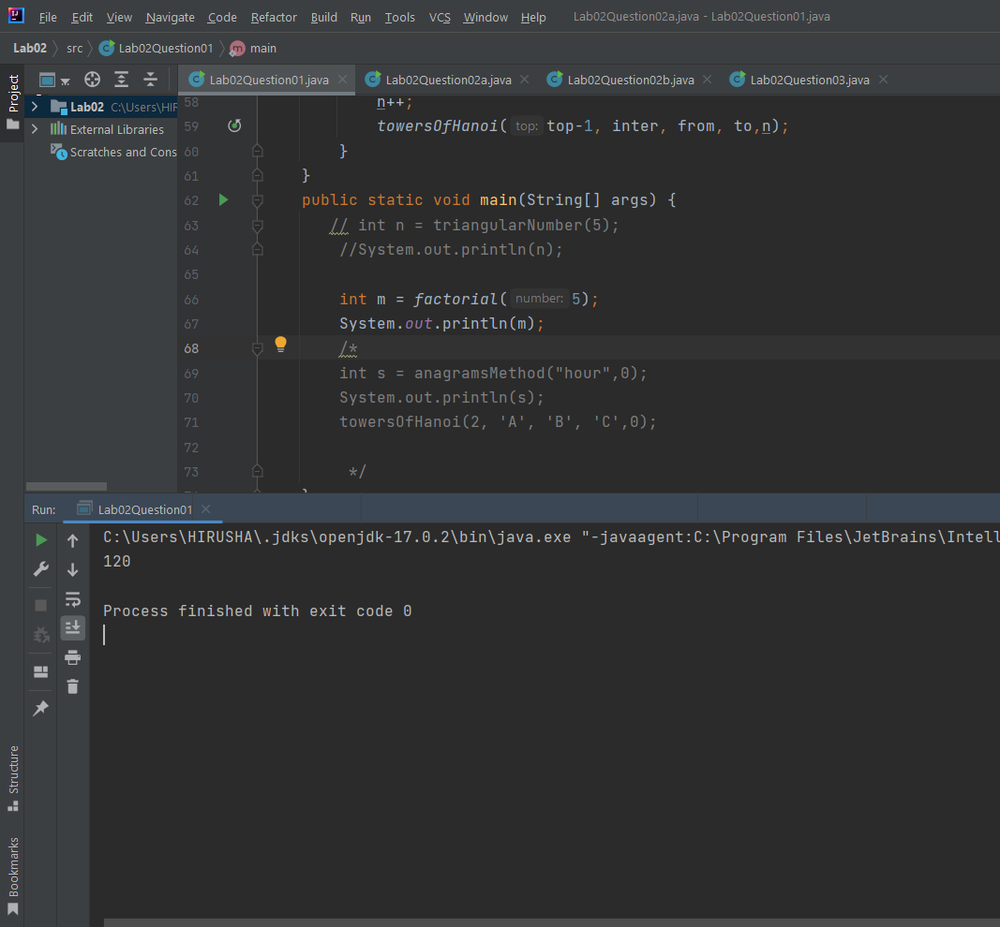 File Edit View Navigate Code Refactor Build Run Tools VCS Window Help Lab02Question02a.java - Lab02Question01.java
Lab02 src Lab02Question01 main
Project
Lab02Question01.java Lab02Question02a.java Lab02Question02b.java Lab02Question03.java
Lab02 C:\Users\HIR
External Libraries
Scratches and Cons
58 n++;
59 towersOfHanoi( top: top-1, inter, from, to,n);
60 }
61 }
62 public static void main(String[] args) {
63 // int n = triangularNumber(5);
64 //System.out.println(n);
65
66 int m = factorial( number: 5);
67 System.out.println(m);
68 /*
69 int s = anagramsMethod("hour",0);
70 System.out.println(s);
71 towersOfHanoi(2, 'A', 'B', 'C',0);
72
73 */
Run: Lab02Question01
C:\Users\HIRUSHA\.jdks\openjdk-17.0.2\bin\java.exe "-javaagent:C:\Program Files\JetBrains\Intell
120
Process finished with exit code 0
Structure
Bookmarks